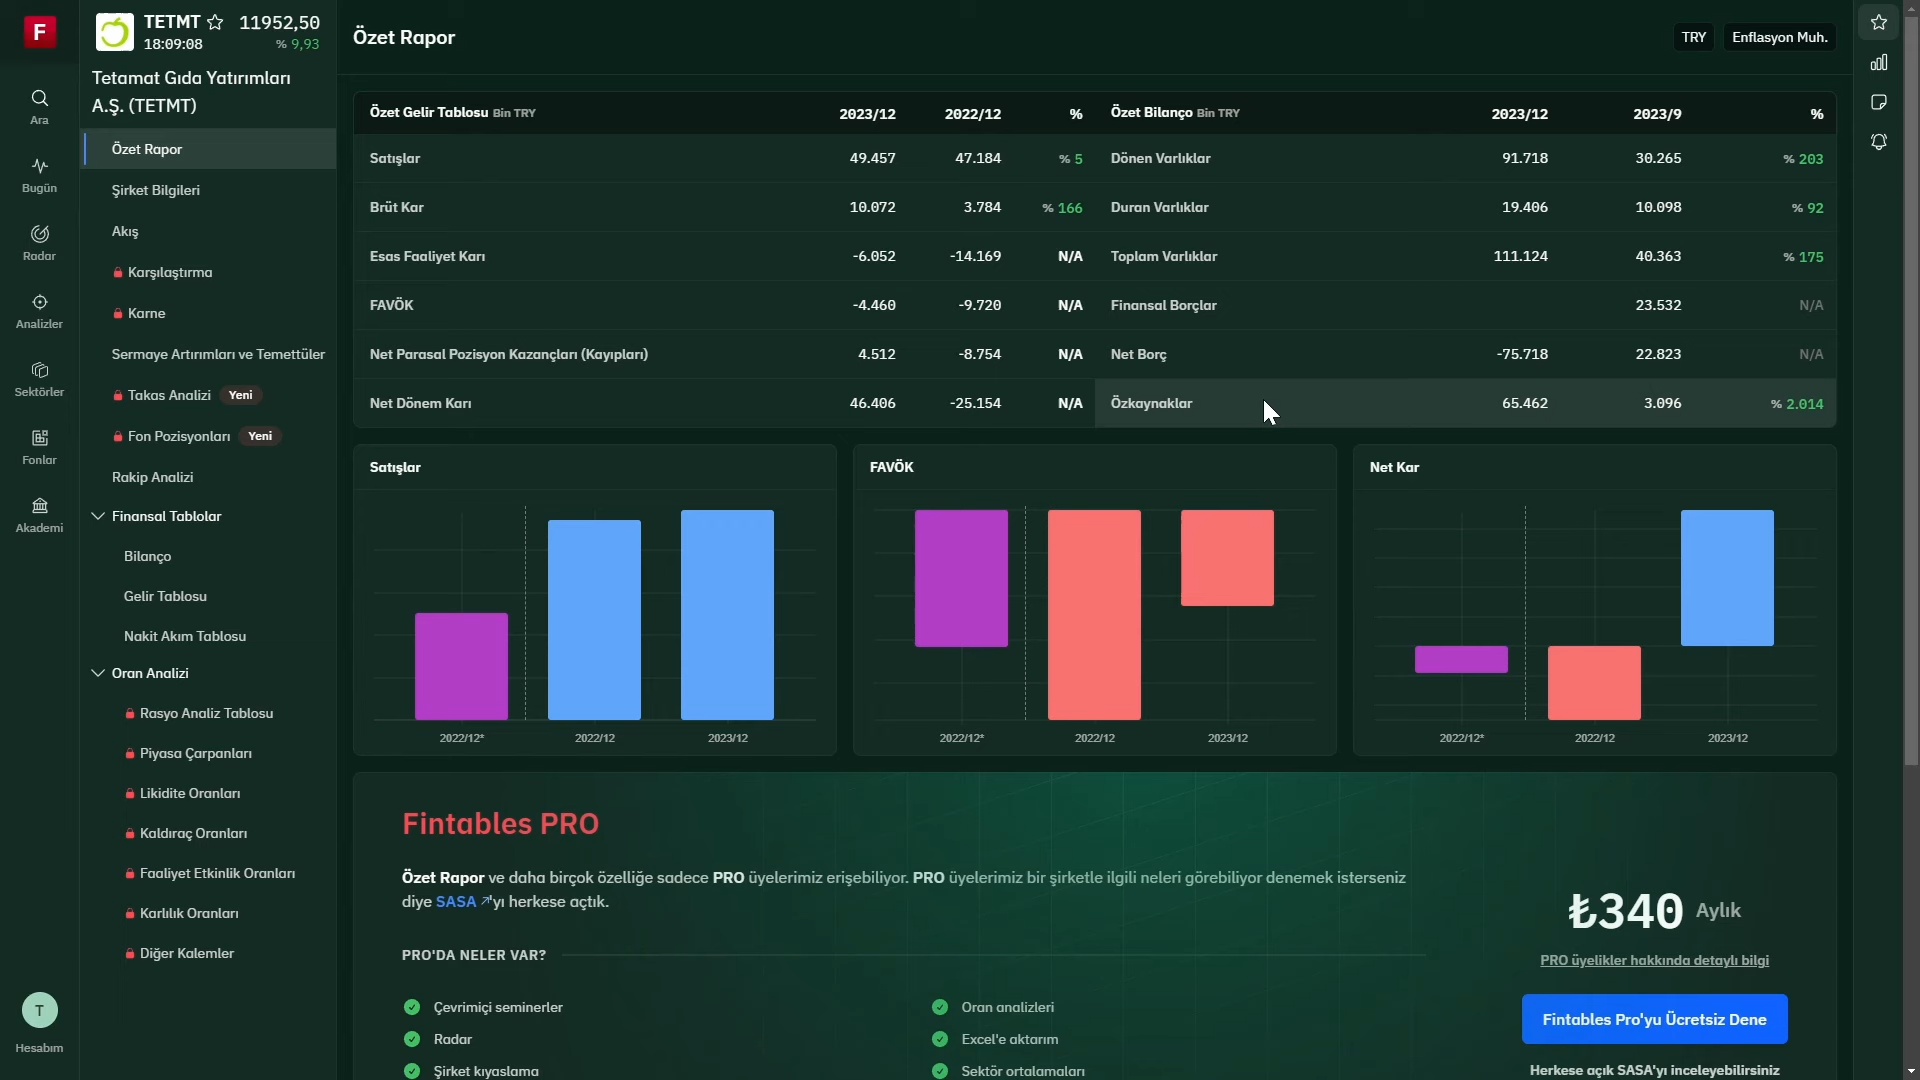 F
Ara
Bugün
Radar
Analizler
Sektörler
Fonlar
Akademi
T
Hesabım
TETMT 11952,50
18:09:08 % 9,93
Tetamat Gıda Yatırımları
A.Ş. (TETMT)
Özet Rapor
Şirket Bilgileri
Akış
Karşılaştırma
Karne
Sermaye Artırımları ve Temettüler
Takas Analizi Yeni
Fon Pozisyonları Yeni
Rakip Analizi
Finansal Tablolar
Bilanço
Gelir Tablosu
Nakit Akım Tablosu
Oran Analizi
Rasyo Analiz Tablosu
Piyasa Çarpanları
Likidite Oranları
Kaldıraç Oranları
Faaliyet Etkinlik Oranları
Karlılık Oranları
Diğer Kalemler
Özet Rapor TRY Enflasyon Muh.
Özet Gelir Tablosu Bin TRY 2023/12 2022/12 % Özet Bilanço Bin TRY 2023/12 2023/9 %
Satışlar 49.457 47.184 % 5 Dönen Varlıklar 91.718 30.265 % 203
Brüt Kar 10.072 3.784 % 166 Duran Varlıklar 19.406 10.098 % 92
Esas Faaliyet Karı -6.052 -14.169 N/A Toplam Varlıklar 111.124 40.363 % 175
FAVÖK -4.460 -9.720 N/A Finansal Borçlar 23.532 N/A
Net Parasal Pozisyon Kazançları (Kayıpları) 4.512 -8.754 N/A Net Borç -75.718 22.823 N/A
Net Dönem Karı 46.406 -25.154 N/A Özkaynaklar 65.462 3.096 % 2.014
Satışlar
2022/12* 2022/12 2023/12
FAVÖK
2022/12* 2022/12 2023/12
Net Kar
2022/12* 2022/12 2023/12
Fintables PRO
Özet Rapor ve daha birçok özelliğe sadece PRO üyelerimiz erişebiliyor. PRO üyelerimiz bir şirketle ilgili neleri görebiliyor denemek isterseniz
diye SASA'yı herkese açtık.
PRO'DA NELER VAR?
Çevrimiçi seminerler
Radar
Şirket kıyaslama
Oran analizleri
Excel'e aktarım
Sektör ortalamaları
₺340 Aylık
PRO üyelikler hakkında detaylı bilgi
Fintables Pro'yu Ücretsiz Dene
Herkese açık SASA'yı inceleyebilirsiniz